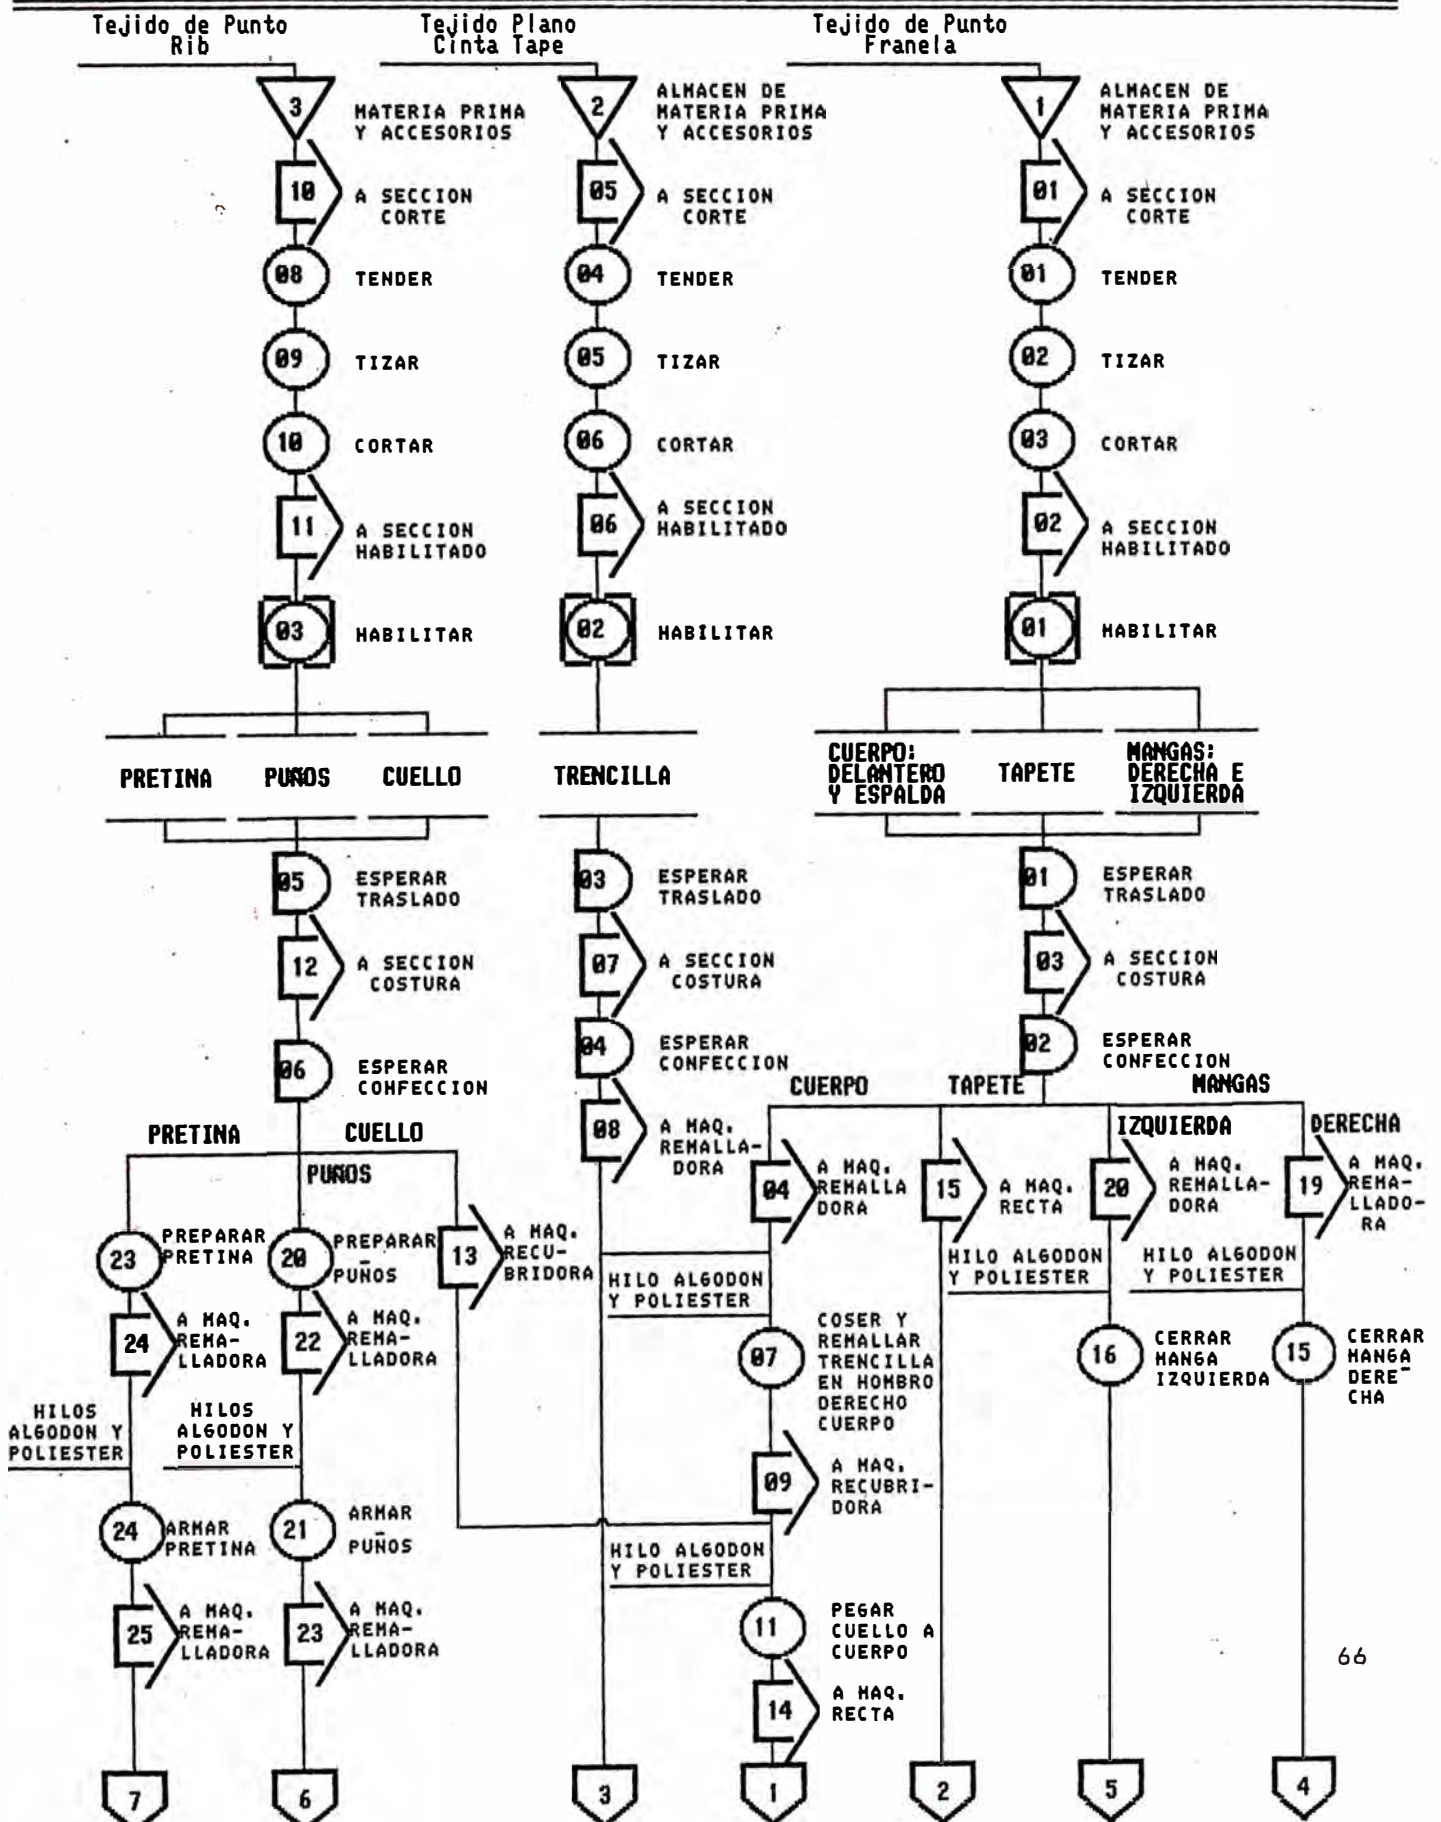 Tejido de Punto
Rib
Tejido Plano
Cinta Tape
Tejido de Punto
Franela
3
MATERIA PRIMA
Y ACCESORIOS
2
ALMACEN DE
MATERIA PRIMA
Y ACCESORIOS
1
ALMACEN DE
MATERIA PRIMA
Y ACCESORIOS
10
A SECCION
CORTE
05
A SECCION
CORTE
01
A SECCION
CORTE
08
TENDER
04
TENDER
01
TENDER
09
TIZAR
05
TIZAR
02
TIZAR
10
CORTAR
06
CORTAR
03
CORTAR
11
A SECCION
HABILITADO
06
A SECCION
HABILITADO
02
A SECCION
HABILITADO
03
HABILITAR
02
HABILITAR
01
HABILITAR
PRETINA
PUÑOS
CUELLO
TRENCILLA
CUERPO:
DELANTERO
Y ESPALDA
TAPETE
MANGAS:
DERECHA E
IZQUIERDA
05
ESPERAR
TRASLADO
03
ESPERAR
TRASLADO
01
ESPERAR
TRASLADO
12
A SECCION
COSTURA
07
A SECCION
COSTURA
03
A SECCION
COSTURA
06
ESPERAR
COHFECCION
04
ESPERAR
CONFECCION
02
ESPERAR
CONFECCION
CUERPO
TAPETE
MANGAS
IZQUIERDA
DERECHA
PRETINA
CUELLO
PUÑOS
08
A MAQ.
REMALLA-
DORA
04
A MAQ.
REMALLA
DORA
15
A MAQ.
RECTA
20
A MAQ.
REMALLA-
DORA
19
A MAQ.
REMA-
LLADO-
RA
23
PREPARAR
PRETINA
20
PREPARAR
PUÑOS
13
A MAQ.
RECU-
BRIDORA
HILO ALGODON
Y POLIESTER
HILO ALGODON
Y POLIESTER
HILO ALGODON
Y POLIESTER
24
A MAQ.
REMA-
LLADORA
22
A MAQ.
REMA-
LLADORA
07
COSER Y
REMALLAR
TRENCILLA
EN HOMBRO
DERECHO
CUERPO
16
CERRAR
MANGA
IZQUIERDA
15
CERRAR
MANGA
DERE-
CHA
HILOS
ALGODON Y
POLIESTER
HILOS
ALGODON Y
POLIESTER
09
A MAQ.
RECUBRI-
DORA
24
ARMAR
PRETINA
21
ARMAR
PUÑOS
HILO ALGODON
Y POLIESTER
25
A MAQ.
REMA-
LLADORA
23
A MAQ.
REMA-
LLADORA
11
PEGAR
CUELLO A
CUERPO
66
14
A MAQ.
RECTA
7
6
3
1
2
5
4